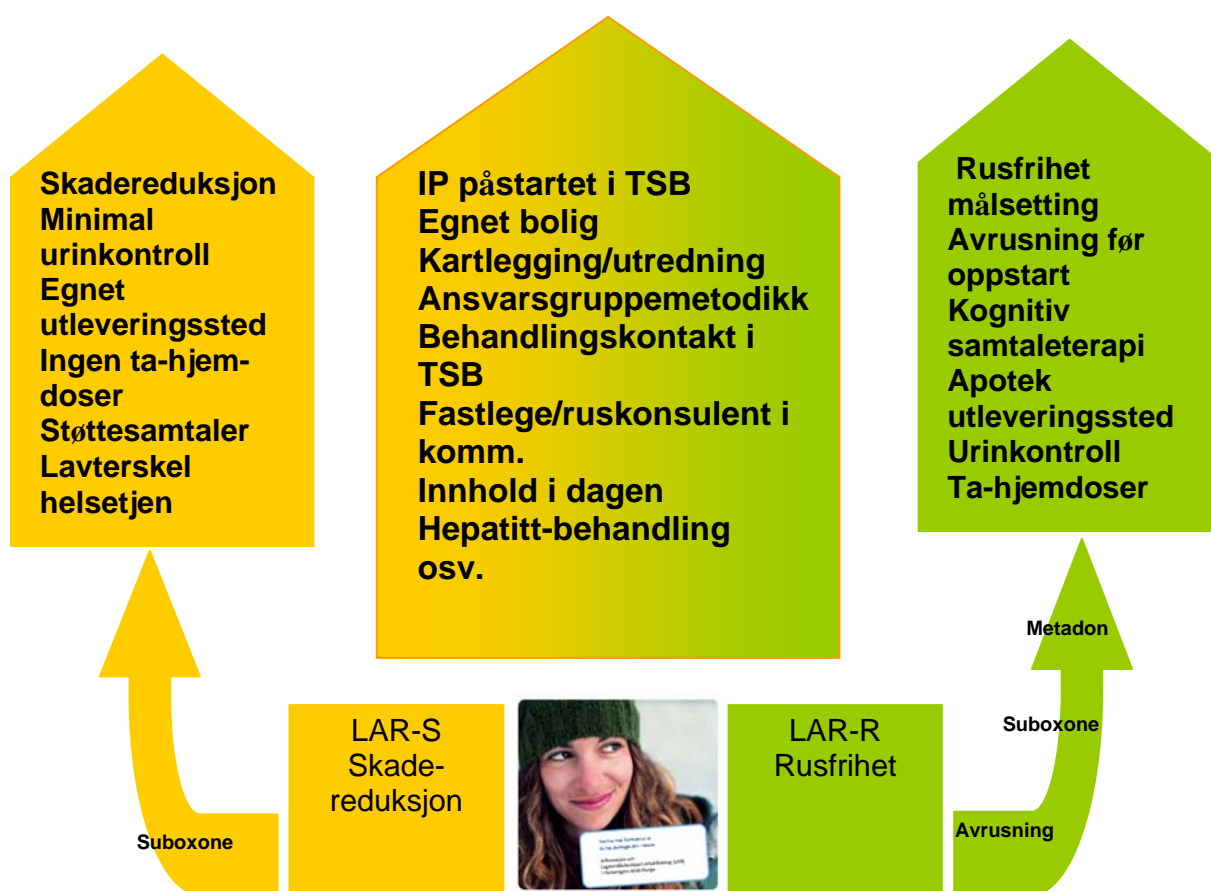 Skadereduksjon
Minimal
urinkontroll
Egnet
utleveringssted
Ingen ta-hjem-
doser
Støttesamtaler
Lavterskel
helsetjen
IP påstartet i TSB
Egnet bolig
Kartlegging/utredning
Ansvarsgruppemetodikk
Behandlingskontakt i
TSB
Fastlege/ruskonsulent i
komm.
Innhold i dagen
Hepatitt-behandling
osv.
Rusfrihet
målsetting
Avrusning før
oppstart
Kognitiv
samtaleterapi
Apotek
utleveringssted
Urinkontroll
Ta-hjemdoser
Metadon
Suboxone
Avrusning
Suboxone
LAR-S
Skade-
reduksjon
LAR-R
Rusfrihet